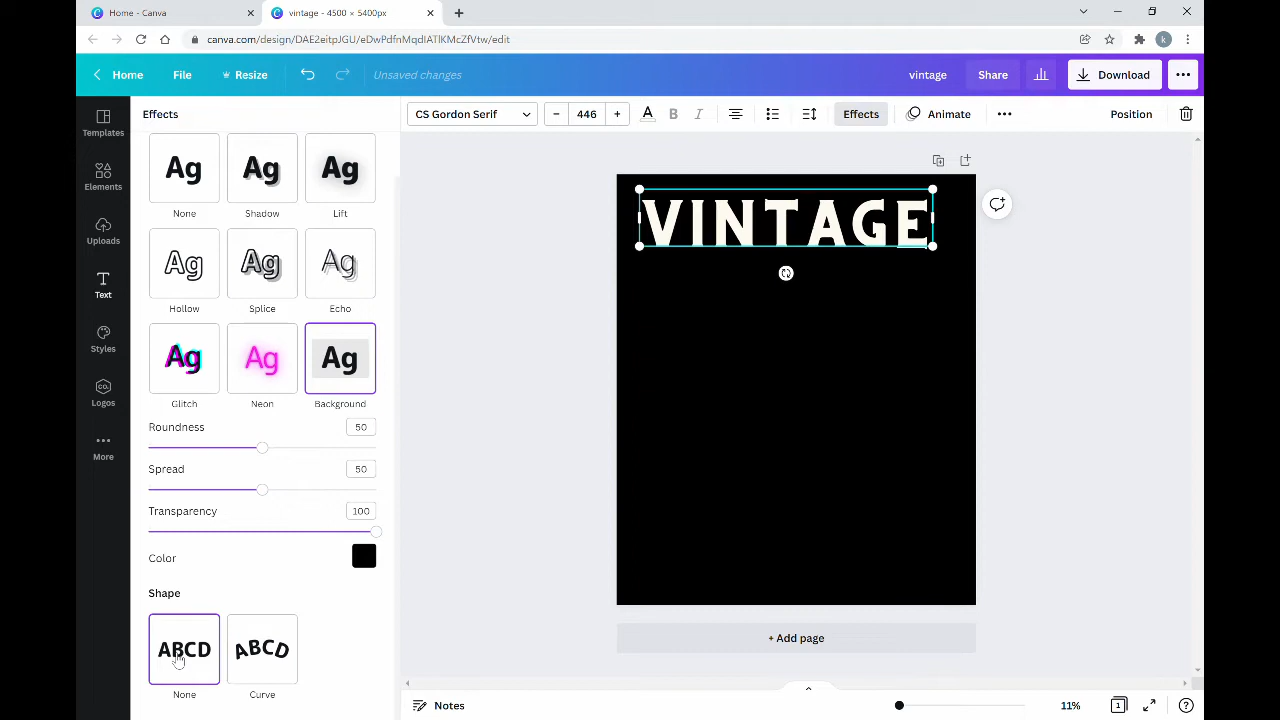 Home - Canva
vintage - 4500 × 5400px
canva.com/design/DAE2eitpJGU/eDwPdfnMqdIATlKMcZfVtw/edit
Home
File
Resize
Unsaved changes
vintage
Share
Download
Templates
Elements
Uploads
Text
Styles
CO.
Logos
More
Effects
Ag
None
Ag
Shadow
Ag
Lift
Ag
Hollow
Ag
Splice
Ag
Echo
Ag
Glitch
Ag
Neon
Ag
Background
Roundness
50
Spread
50
Transparency
100
Color
Shape
ABCD
None
ABCD
Curve
CS Gordon Serif
446
A
B
I
Effects
Animate
Position
VINTAGE
+ Add page
Notes
11%
1
k